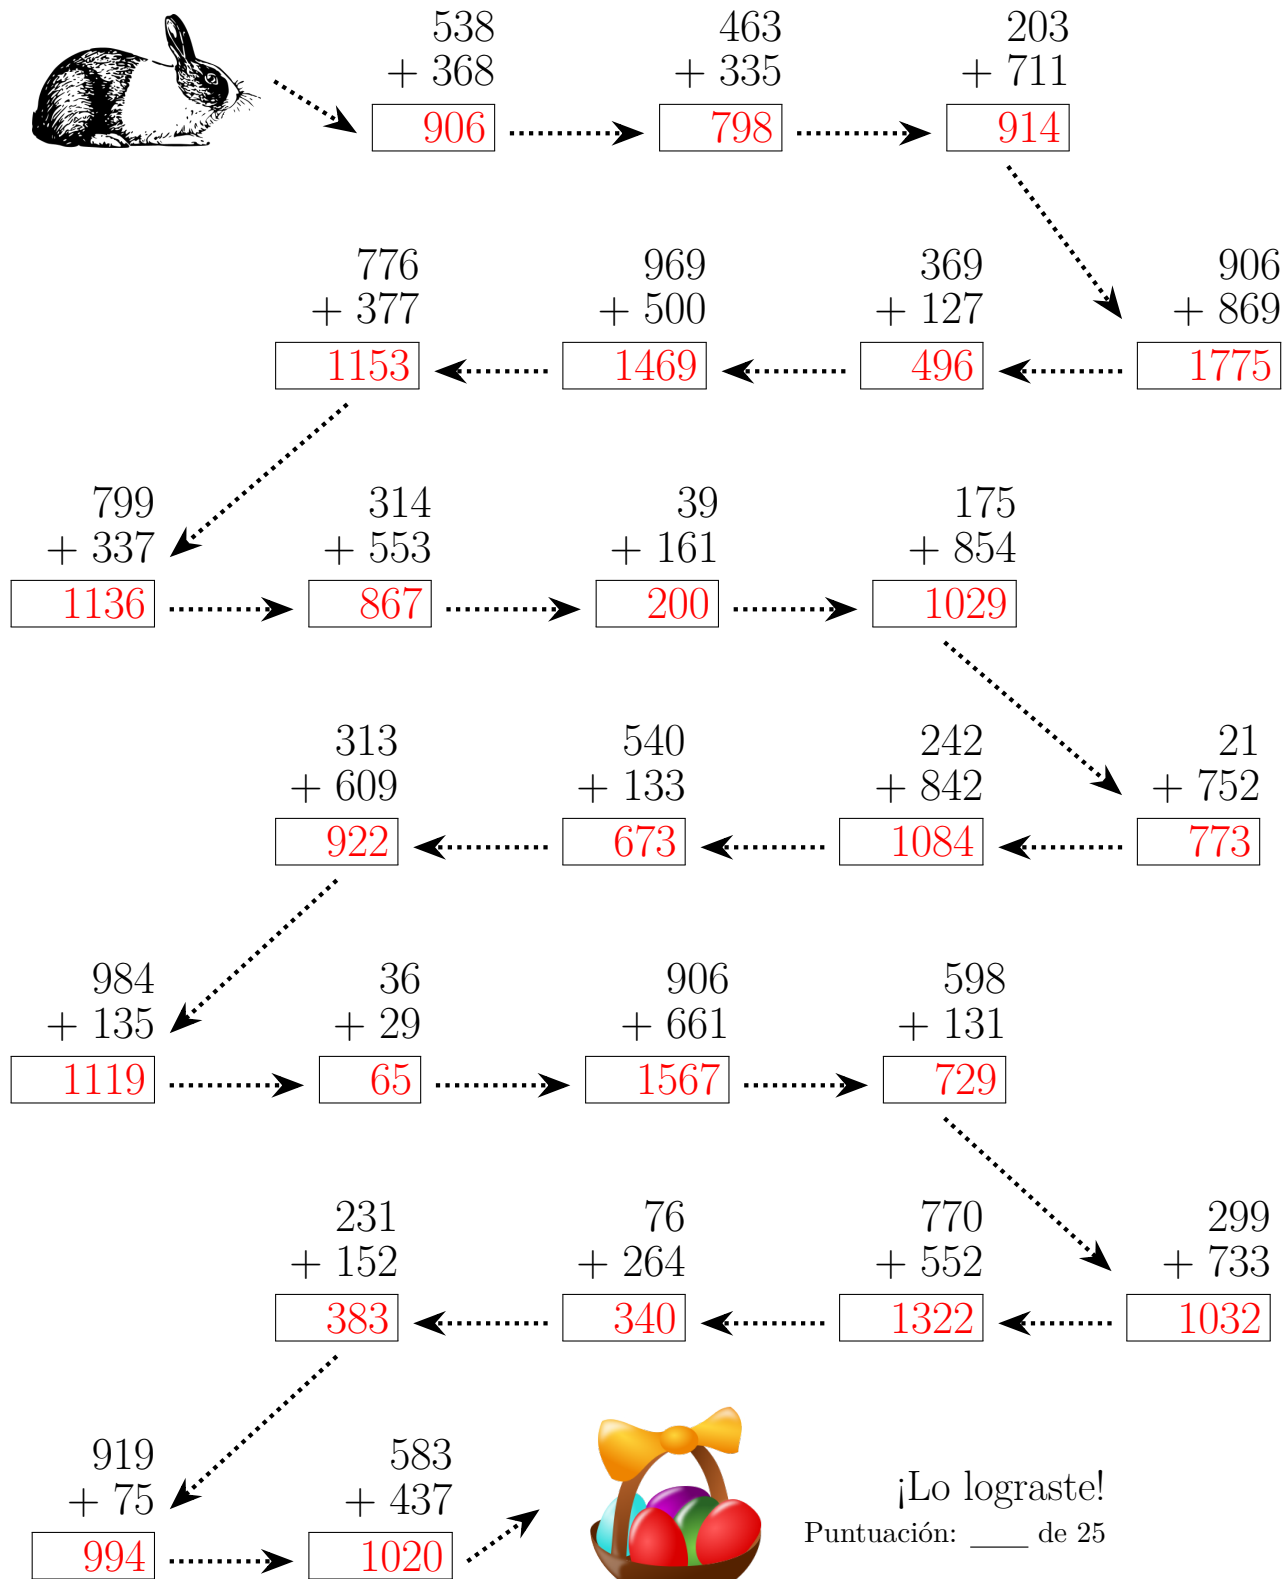 538 463 203
+ 368 + 335 + 711
906 798 914
776 969 369 906
+ 377 + 500 + 127 + 869
1153 1469 496 1775
799 314 39 175
+ 337 + 553 + 161 + 854
1136 867 200 1029
313 540 242 21
+ 609 + 133 + 842 + 752
922 673 1084 773
984 36 906 598
+ 135 + 29 + 661 + 131
1119 65 1567 729
231 76 770 299
+ 152 + 264 + 552 + 733
383 340 1322 1032
919 583
+ 75 + 437
994 1020
¡Lo lograste!
Puntuación: ____ de 25